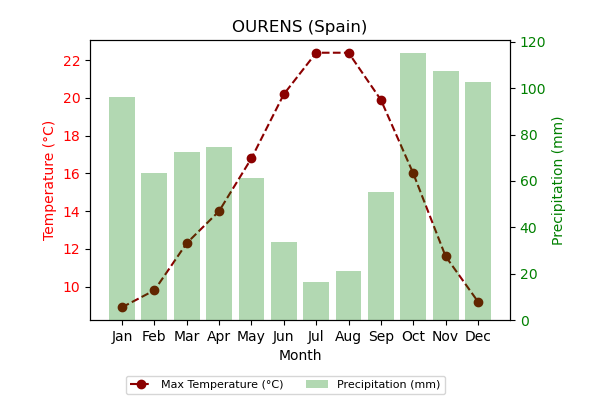 OURENS (Spain)
Temperature (°C)
22
20
18
16
14
12
10
120
100
80
60
40
20
0
Precipitation (mm)
Jan Feb Mar Apr May Jun Jul Aug Sep Oct Nov Dec
Month
Max Temperature (°C) Precipitation (mm)